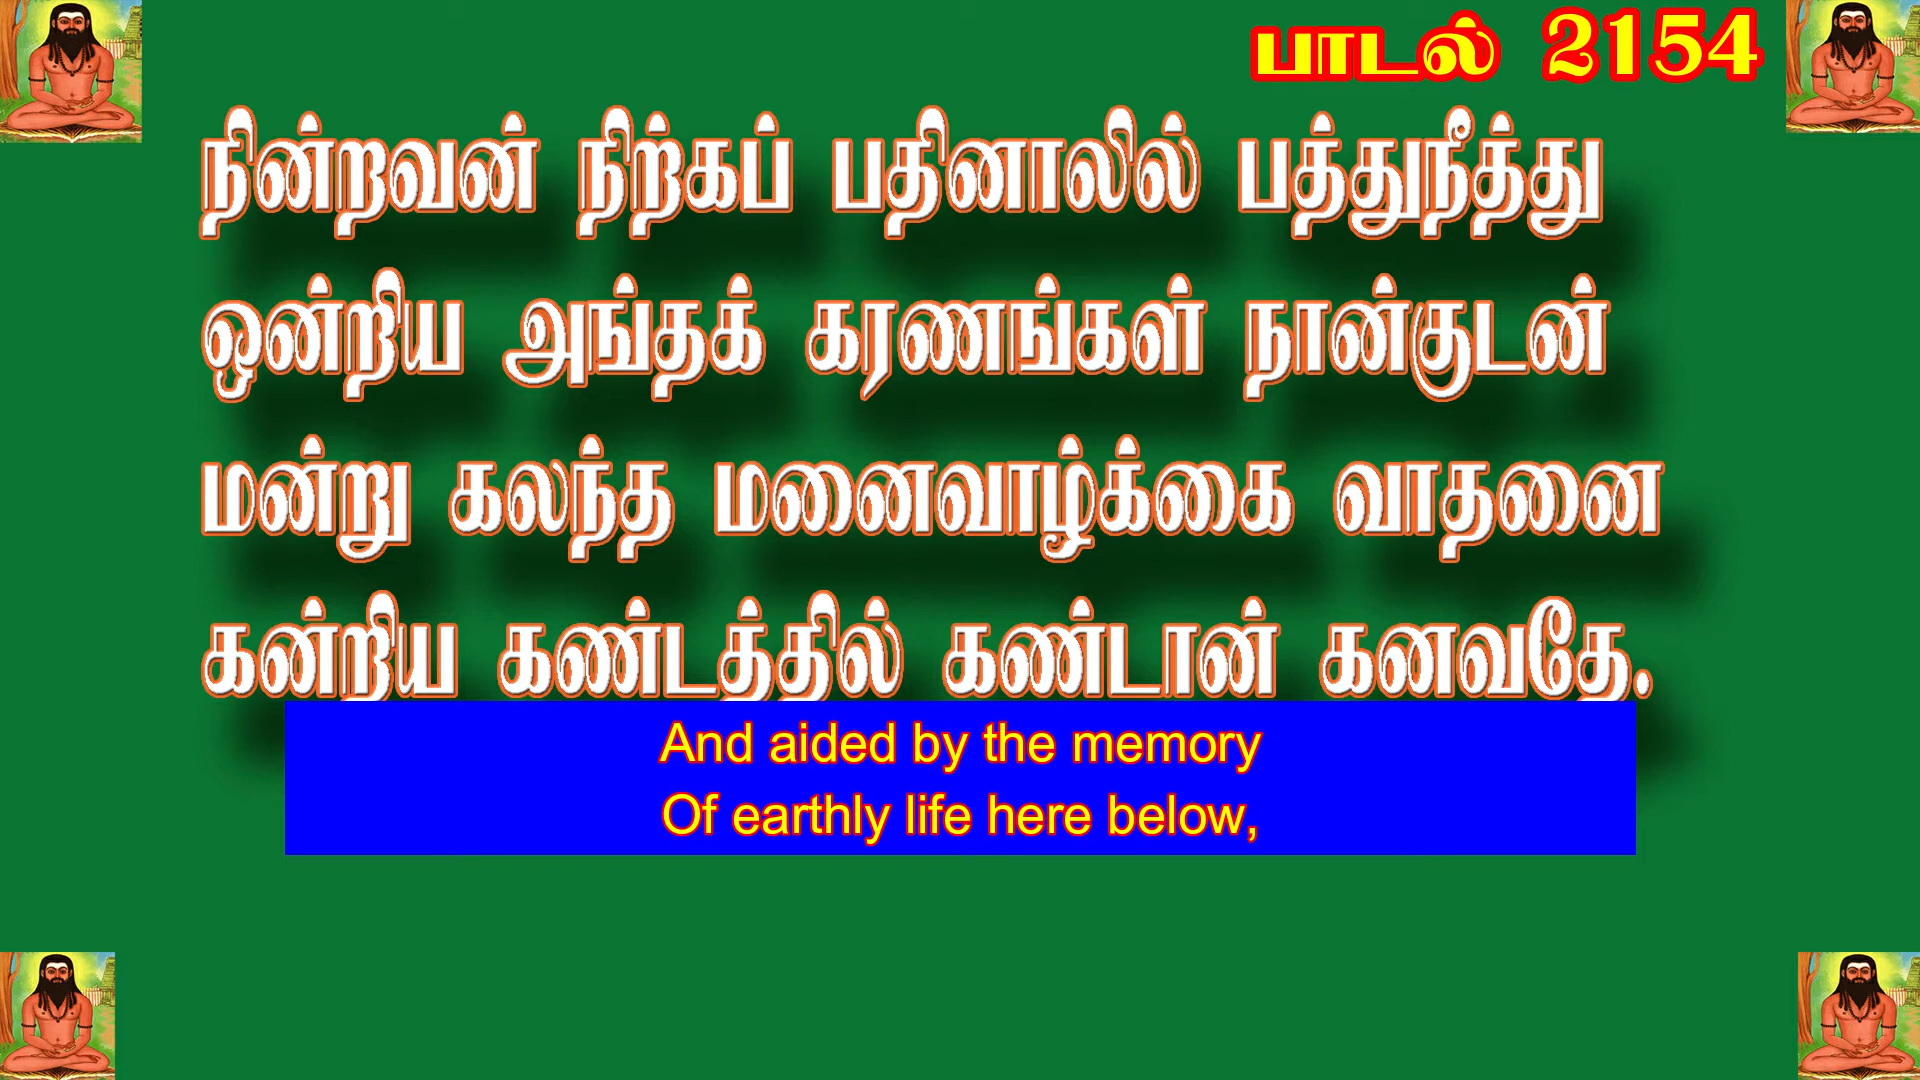 பாடல் 2154
நின்றவன் நிற்கப் பதினாலில் பத்துநீத்து
ஒன்றிய அங்தக் கரணங்கள் நான்குடன்
மன்று கலந்த மனைவாழ்க்கை வாதனை
கன்றிய கண்டத்தில் கண்டான் கனவதே.
And aided by the memory
Of earthly life here below,